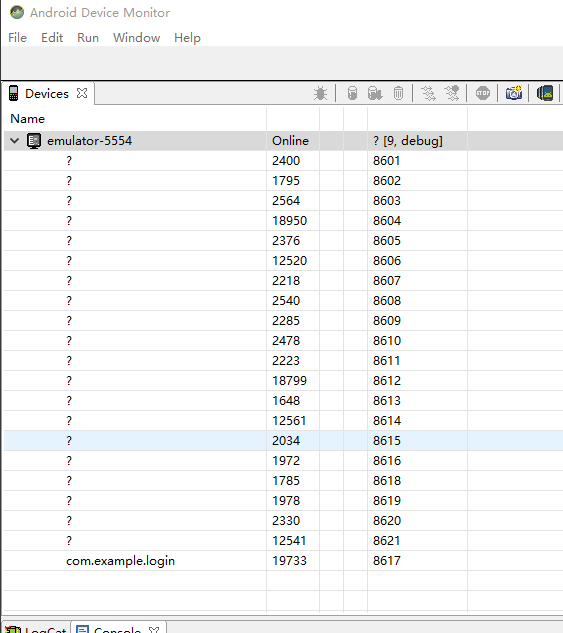 Android Device Monitor
File Edit Run Window Help
Devices
Name
emulator-5554 Online ? [9, debug]
? 2400 8601
? 1795 8602
? 2564 8603
? 18950 8604
? 2376 8605
? 12520 8606
? 2218 8607
? 2540 8608
? 2285 8609
? 2478 8610
? 2223 8611
? 18799 8612
? 1648 8613
? 12561 8614
? 2034 8615
? 1972 8616
? 1785 8618
? 1978 8619
? 2330 8620
? 12541 8621
com.example.login 19733 8617
LogCat Console